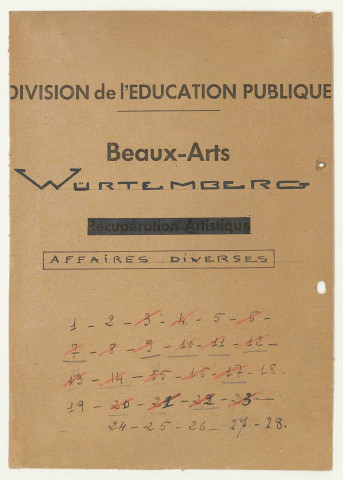 DIVISION de l'EDUCATION PUBLIQUE
Beaux-Arts
WÜRTEMBERG
Récupération Artistique
AFFAIRES DIVERSES
1 - 2 - 3 - 4 - 5 - 6 -
7 - 8 - 9 - 10 - 11 - 12 -
13 - 14 - 15 - 16 - 17 - 18 -
19 - 20 - 21 - 22 - 23 -
24 - 25 - 26 - 27 - 28.